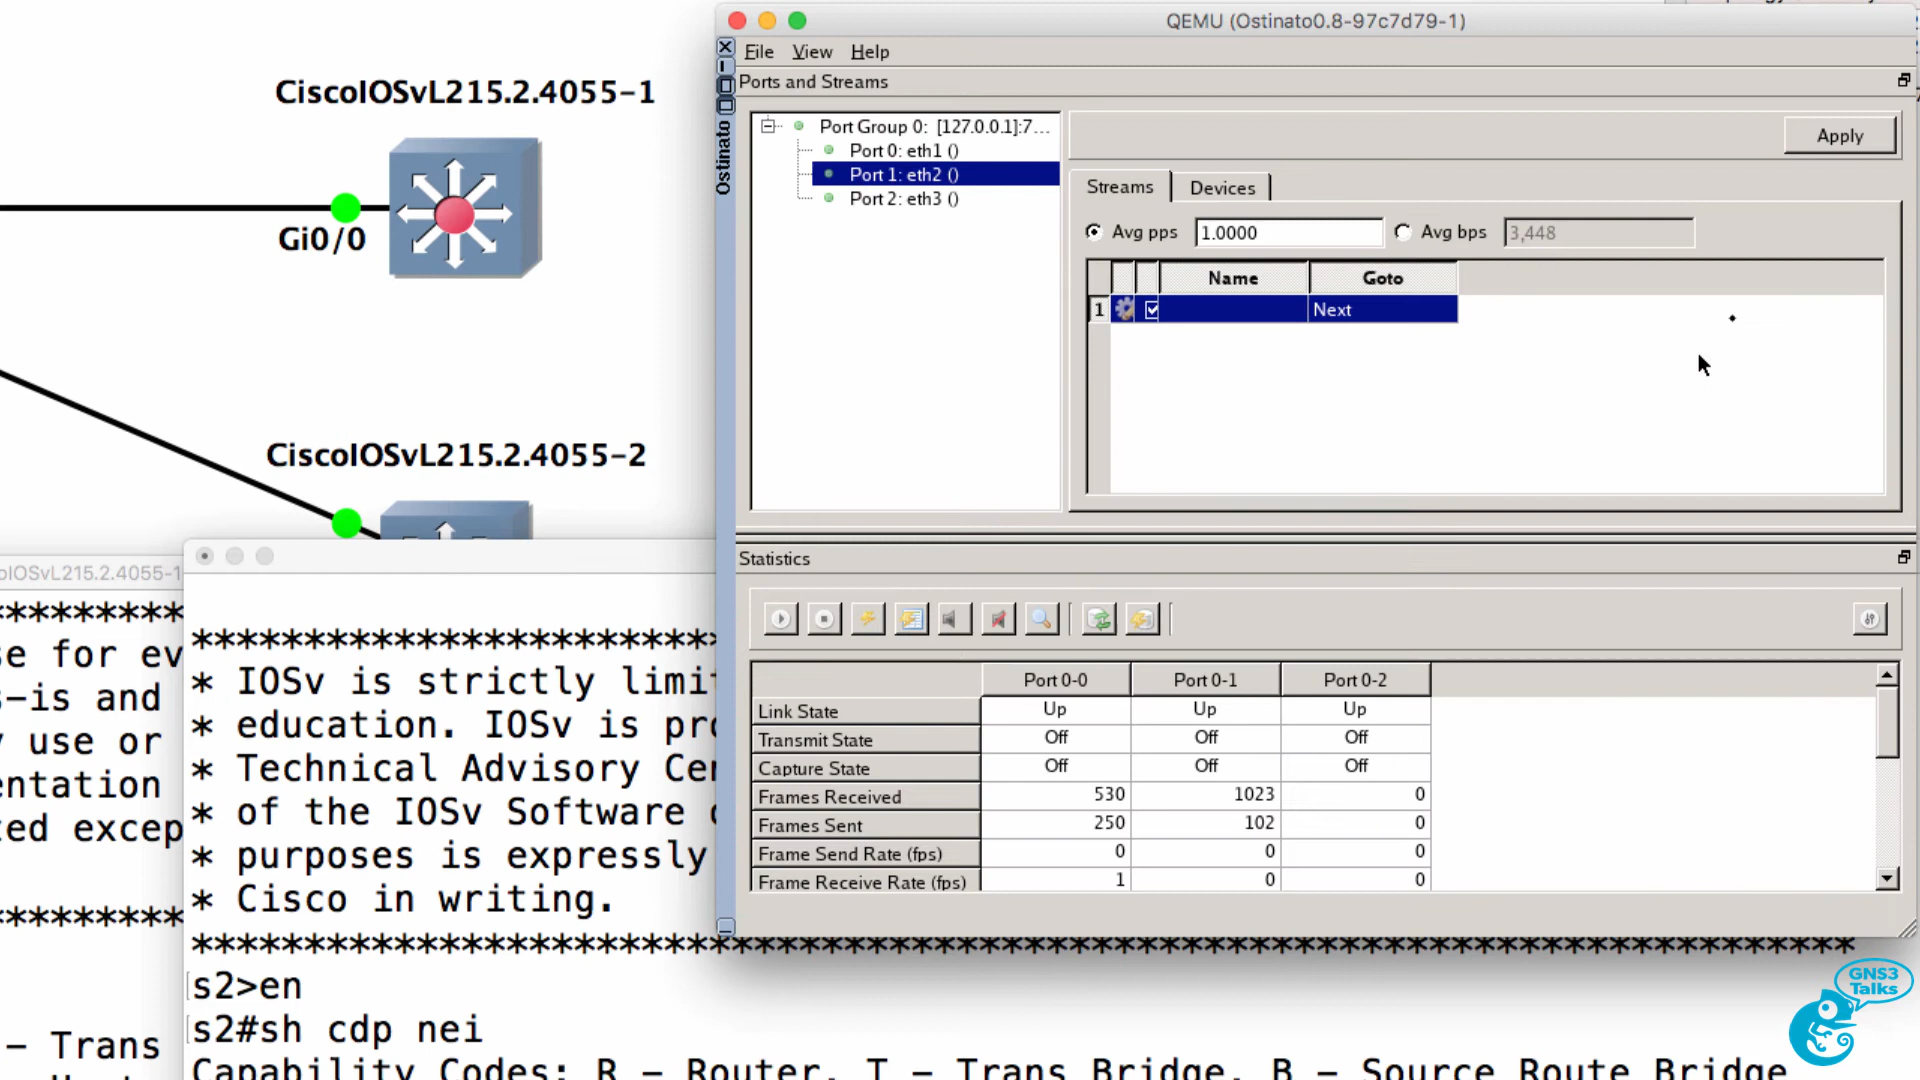 CiscoIOSvL215.2.4055-1
Gi0/0
CiscoIOSvL215.2.4055-2
QEMU (Ostinato0.8-97c7d79-1)
Ostinato
File View Help
Ports and Streams
Port Group 0: [127.0.0.1]:7...
Port 0: eth1 ()
Port 1: eth2 ()
Port 2: eth3 ()
Apply
Streams Devices
Avg pps 1.0000 Avg bps 3,448
Name Goto
1 Next
Statistics
Port 0-0 Port 0-1 Port 0-2
Link State Up Up Up
Transmit State Off Off Off
Capture State Off Off Off
Frames Received 530 1023 0
Frames Sent 250 102 0
Frame Send Rate (fps) 0 0 0
Frame Receive Rate (fps) 1 0 0
oIOSvL215.2.4055-1
**********
se for ev
s-is and
y use or
entation
ted excep
**********
- Trans
***********************
* IOSv is strictly limit
* education. IOSv is pro
* Technical Advisory Cen
* of the IOSv Software
* purposes is expressly
* Cisco in writing.
**************************************************************************
s2>en
s2#sh cdp nei
Capability Codes: R - Router, T - Trans Bridge, B - Source Route Bridge
GNS3
Talks